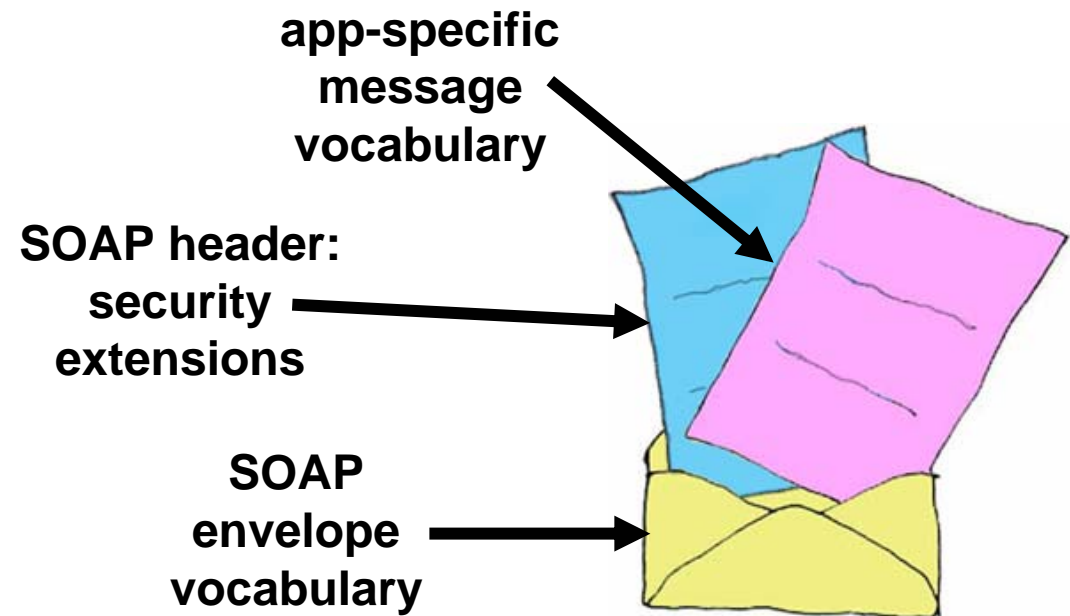 app-specific
message
vocabulary
SOAP header:
security
extensions
SOAP
envelope
vocabulary